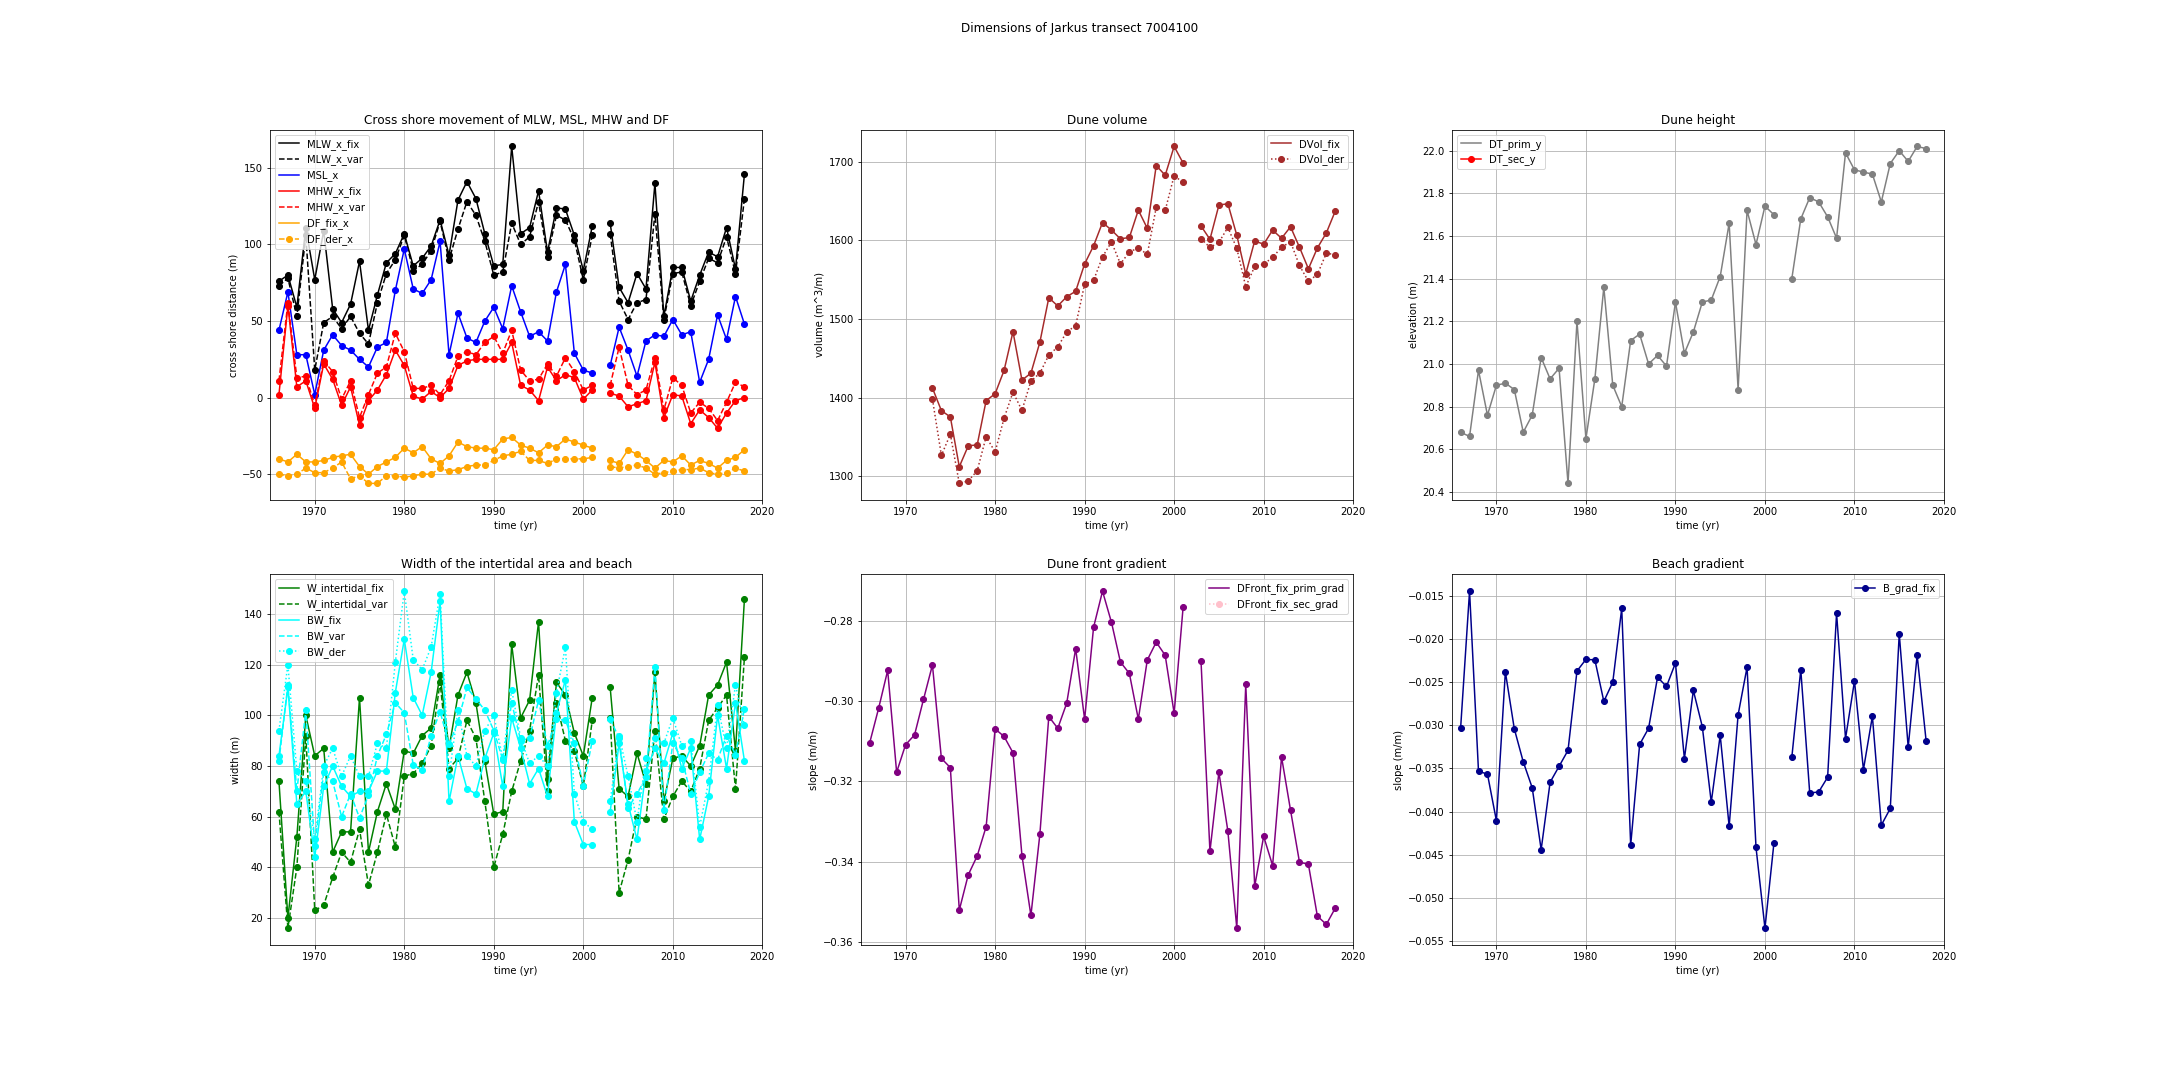 Dimensions of Jarkus transect 7004100
Cross shore movement of MLW, MSL, MHW and DF
MLW_x_fix
MLW_x_var
MSL_x
MHW_x_fix
MHW_x_var
DF_fix_x
DF_der_x
cross shore distance (m)
150
100
50
0
−50
1970 1980 1990 2000 2010 2020
time (yr)
Dune volume
DVol_fix
DVol_der
volume (m^3/m)
1700
1600
1500
1400
1300
1970 1980 1990 2000 2010 2020
time (yr)
Dune height
DT_prim_y
DT_sec_y
elevation (m)
22.0
21.8
21.6
21.4
21.2
21.0
20.8
20.6
20.4
1970 1980 1990 2000 2010 2020
time (yr)
Width of the intertidal area and beach
W_intertidal_fix
W_intertidal_var
BW_fix
BW_var
BW_der
width (m)
140
120
100
80
60
40
20
1970 1980 1990 2000 2010 2020
time (yr)
Dune front gradient
DFront_fix_prim_grad
DFront_fix_sec_grad
slope (m/m)
−0.28
−0.30
−0.32
−0.34
−0.36
1970 1980 1990 2000 2010 2020
time (yr)
Beach gradient
B_grad_fix
slope (m/m)
−0.015
−0.020
−0.025
−0.030
−0.035
−0.040
−0.045
−0.050
−0.055
1970 1980 1990 2000 2010 2020
time (yr)